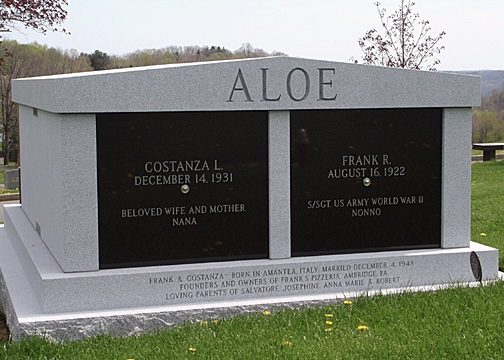 ALOE
COSTANZA L.
DECEMBER 14, 1931
BELOVED WIFE AND MOTHER
NANA
FRANK R.
AUGUST 16, 1922
S/SGT. US ARMY WORLD WAR II
NONNO
FRANK & COSTANZA - BORN IN AMANTEA, ITALY, MARRIED DECEMBER 4, 1948
FOUNDERS AND OWNERS OF FRANK'S PIZZERIA, AMBRIDGE, PA
LOVING PARENTS OF SALVATORE, JOSEPHINE, ANNA MARIE & ROBERT